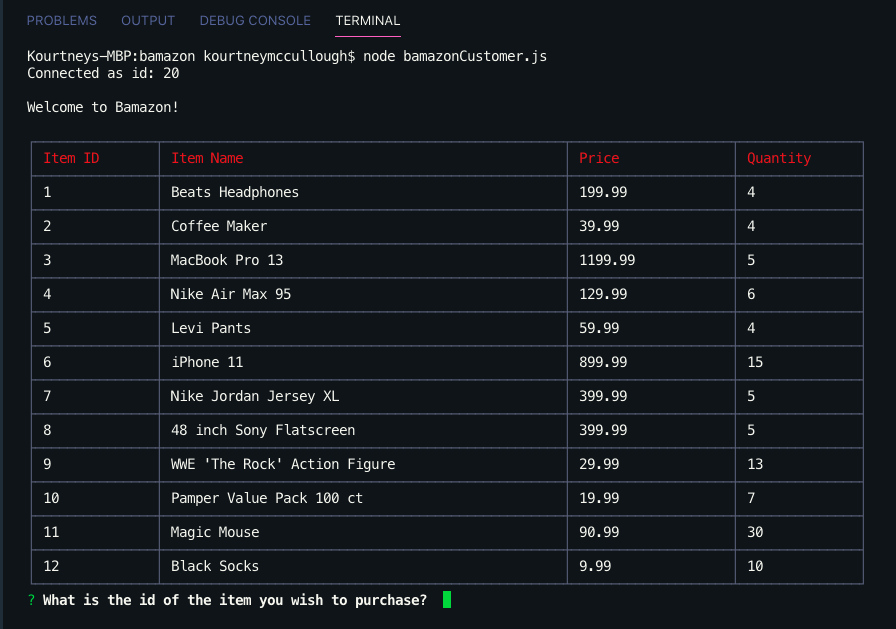 PROBLEMS OUTPUT DEBUG CONSOLE TERMINAL
Kourtneys-MBP:bamazon kourtneymccullough$ node bamazonCustomer.js
Connected as id: 20
Welcome to Bamazon!
Item ID Item Name Price Quantity
1 Beats Headphones 199.99 4
2 Coffee Maker 39.99 4
3 MacBook Pro 13 1199.99 5
4 Nike Air Max 95 129.99 6
5 Levi Pants 59.99 4
6 iPhone 11 899.99 15
7 Nike Jordan Jersey XL 399.99 5
8 48 inch Sony Flatscreen 399.99 5
9 WWE 'The Rock' Action Figure 29.99 13
10 Pamper Value Pack 100 ct 19.99 7
11 Magic Mouse 90.99 30
12 Black Socks 9.99 10
? What is the id of the item you wish to purchase?